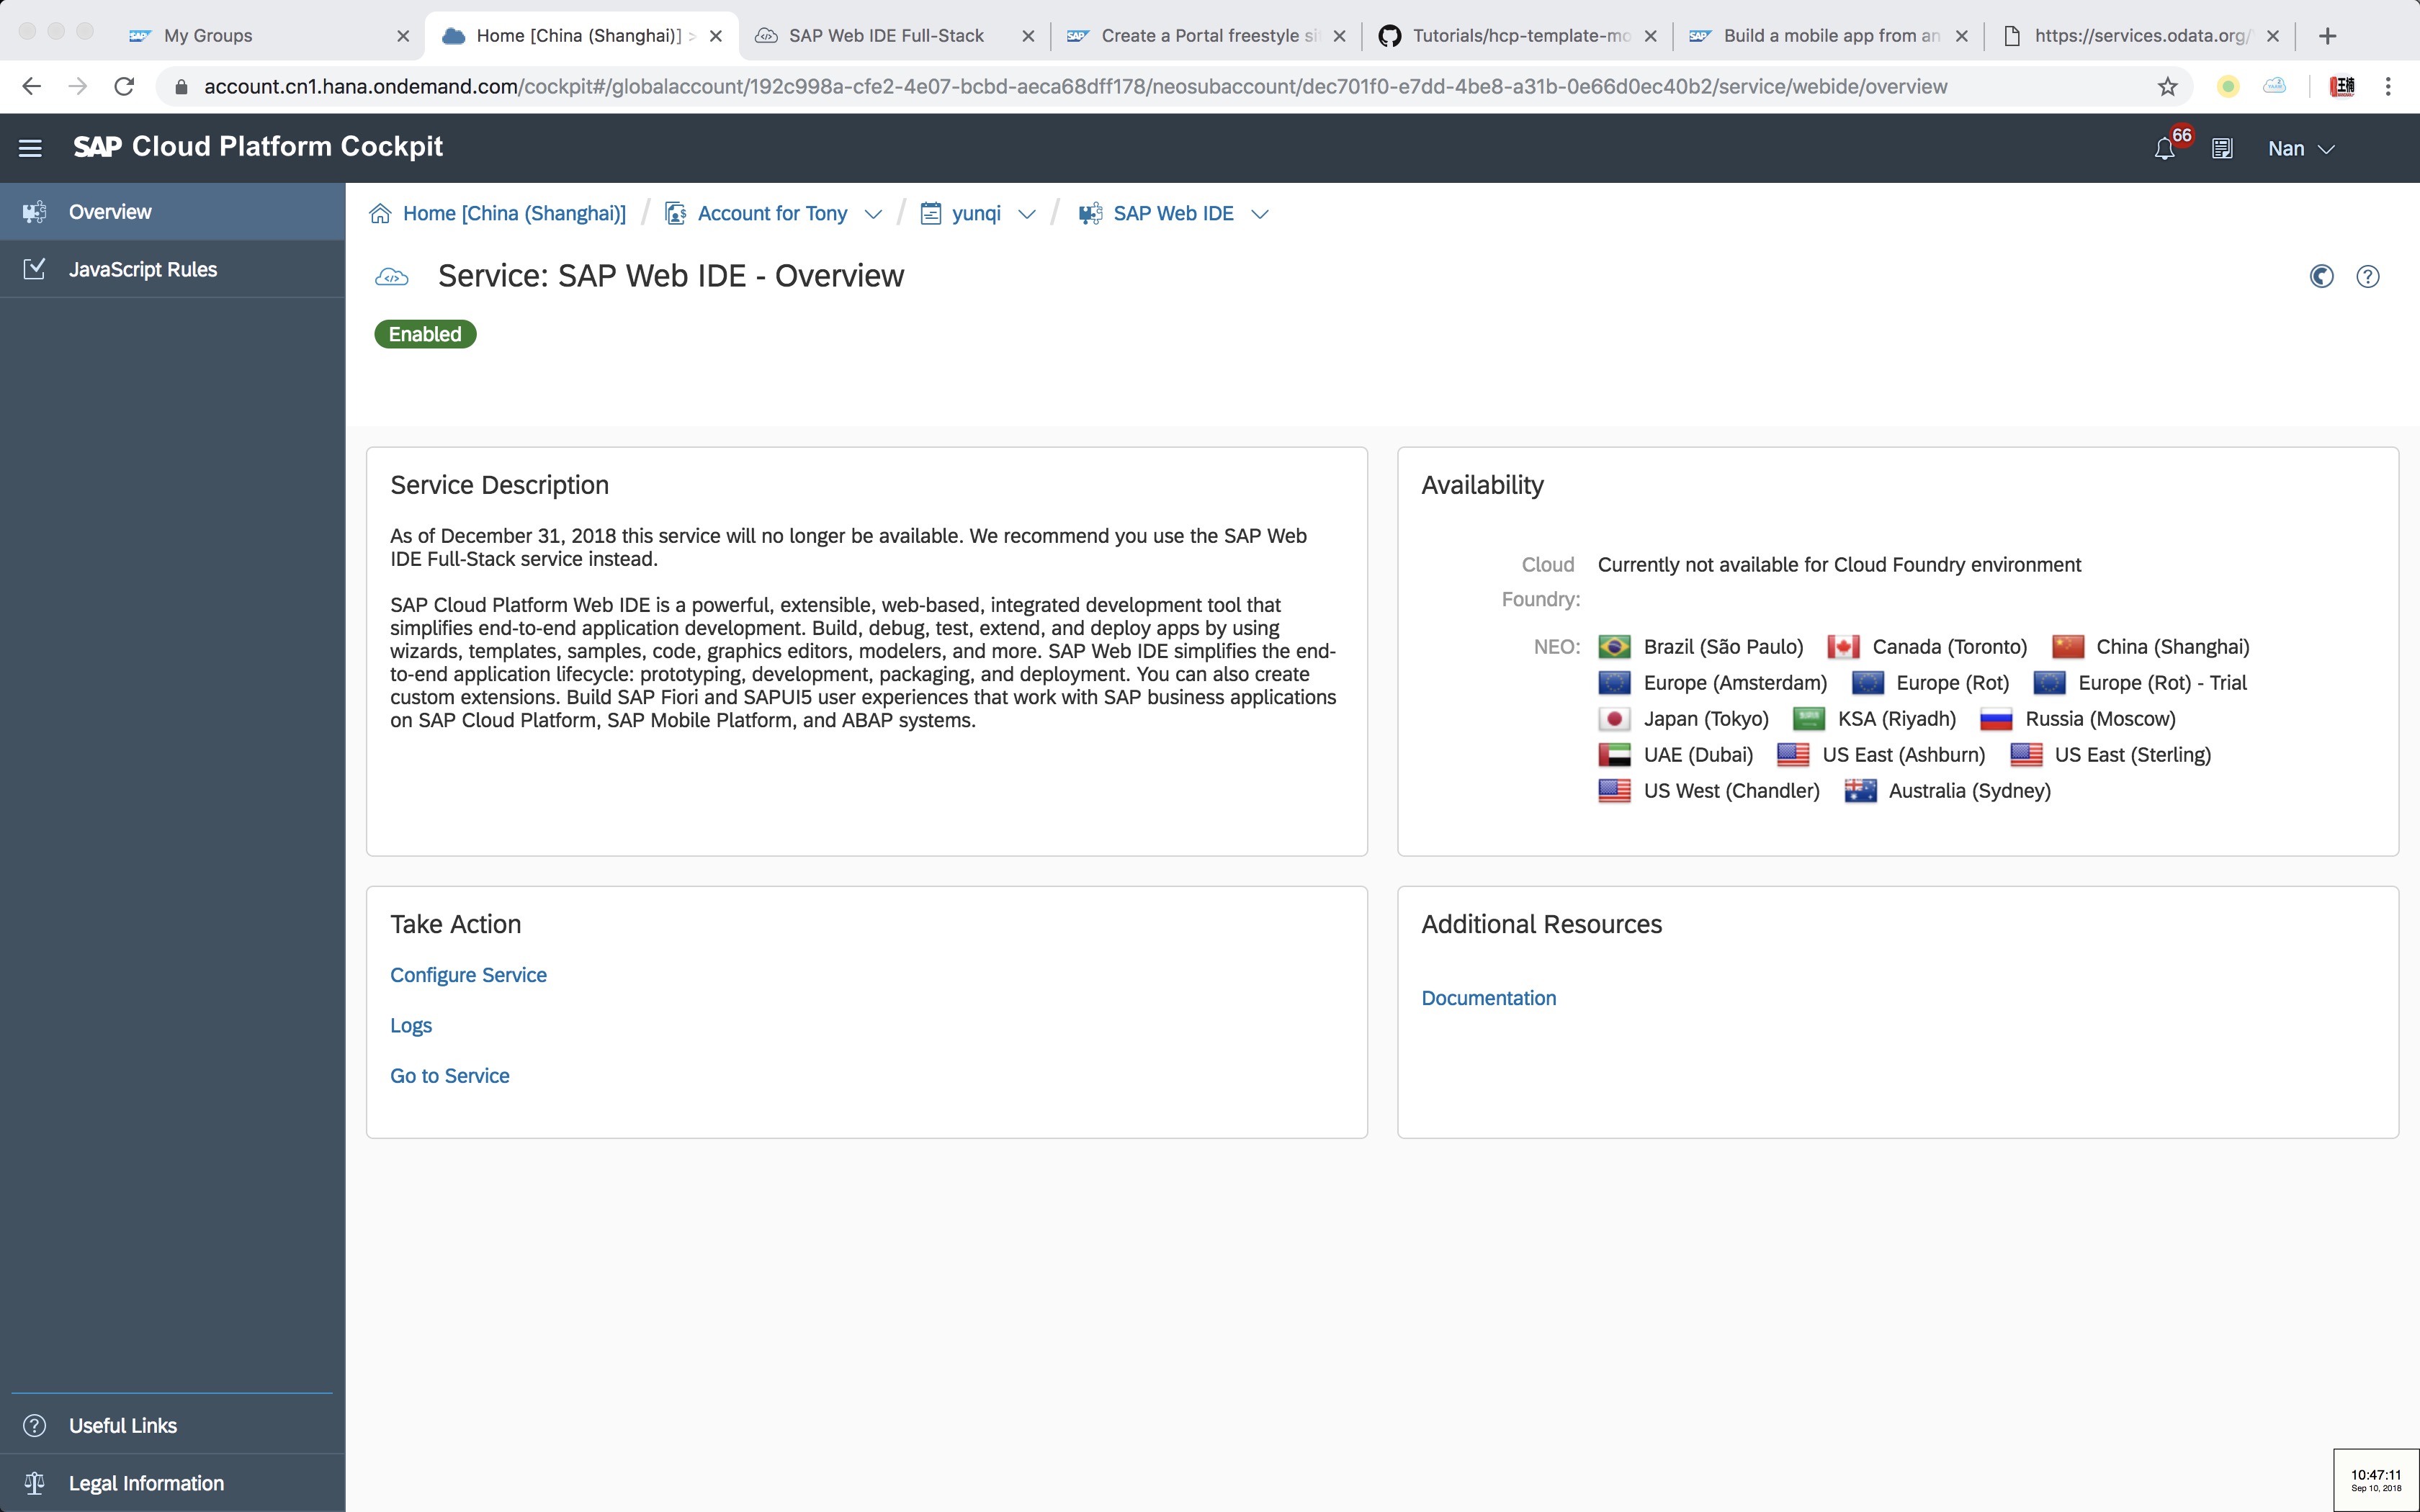 My Groups
Home [China (Shanghai)] >
SAP Web IDE Full-Stack
Create a Portal freestyle si
Tutorials/hcp-template-mo
Build a mobile app from an
https://services.odata.org/
account.cn1.hana.ondemand.com/cockpit#/globalaccount/192c998a-cfe2-4e07-bcbd-aeca68dff178/neosubaccount/dec701f0-e7dd-4be8-a31b-0e66d0ec40b2/service/webide/overview
SAP Cloud Platform Cockpit
66
Nan
Overview
JavaScript Rules
Home [China (Shanghai)] / Account for Tony / yunqi / SAP Web IDE
Service: SAP Web IDE - Overview
Enabled
Service Description
As of December 31, 2018 this service will no longer be available. We recommend you use the SAP Web
IDE Full-Stack service instead.
SAP Cloud Platform Web IDE is a powerful, extensible, web-based, integrated development tool that
simplifies end-to-end application development. Build, debug, test, extend, and deploy apps by using
wizards, templates, samples, code, graphics editors, modelers, and more. SAP Web IDE simplifies the end-
to-end application lifecycle: prototyping, development, packaging, and deployment. You can also create
custom extensions. Build SAP Fiori and SAPUI5 user experiences that work with SAP business applications
on SAP Cloud Platform, SAP Mobile Platform, and ABAP systems.
Availability
Cloud Foundry: Currently not available for Cloud Foundry environment
NEO: Brazil (São Paulo) Canada (Toronto) China (Shanghai)
Europe (Amsterdam) Europe (Rot) Europe (Rot) - Trial
Japan (Tokyo) KSA (Riyadh) Russia (Moscow)
UAE (Dubai) US East (Ashburn) US East (Sterling)
US West (Chandler) Australia (Sydney)
Take Action
Configure Service
Logs
Go to Service
Additional Resources
Documentation
Useful Links
Legal Information
10:47:11
Sep 10, 2018